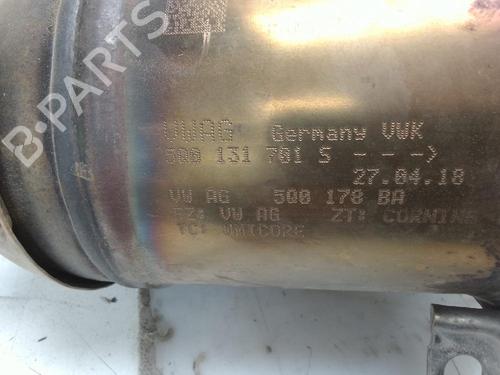 B-Parts
VWAG Germany VWK
5Q0 131 701 S - - ->
27.04.18
VW AG 5Q0 178 BA
SZ: VW AG ZT: CORNING
TC: UMICORE